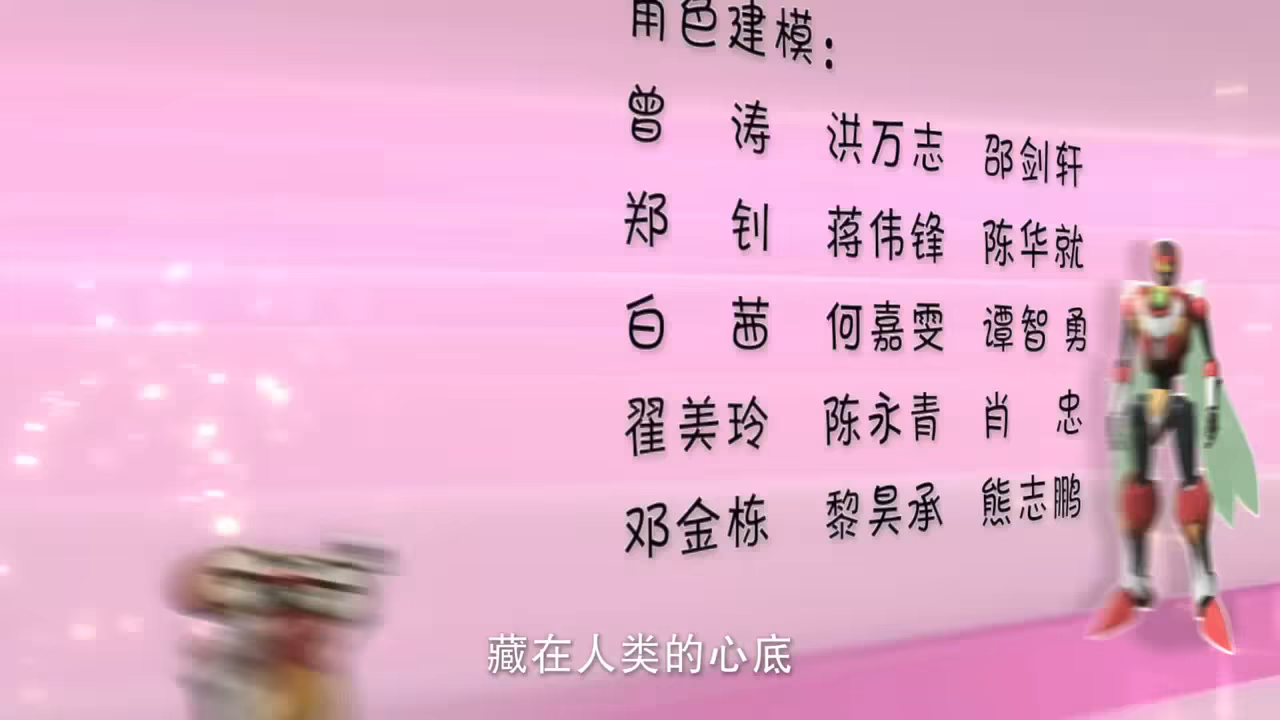 角色建模:
曾 涛 洪万志 邵剑轩
郑 钊 蒋伟锋 陈华就
白 茜 何嘉雯 谭智勇
翟美玲 陈永青 肖 忠
邓金栋 黎昊承 熊志鹏
藏在人类的心底